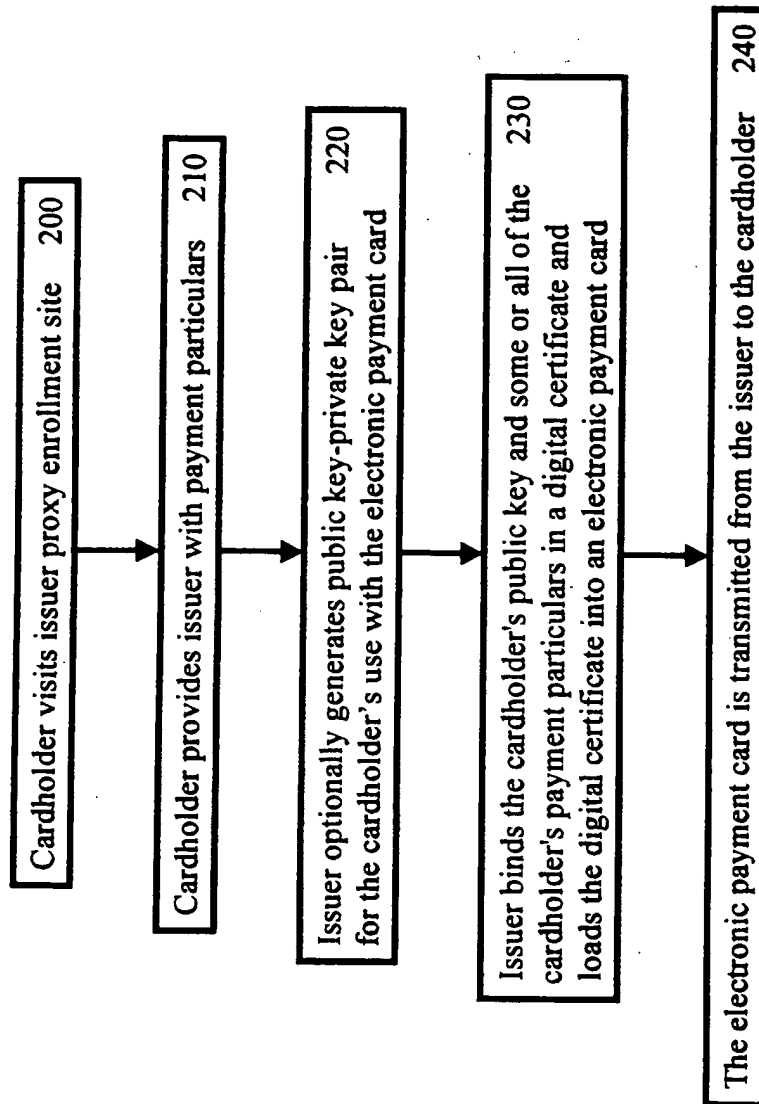 Cardholder visits issuer proxy enrollment site 200
Cardholder provides issuer with payment particulars 210
Issuer optionally generates public key-private key pair 220
for the cardholder's use with the electronic payment card
Issuer binds the cardholder's public key and some or all of the 230
cardholder's payment particulars in a digital certificate and
loads the digital certificate into an electronic payment card
The electronic payment card is transmitted from the issuer to the cardholder 240